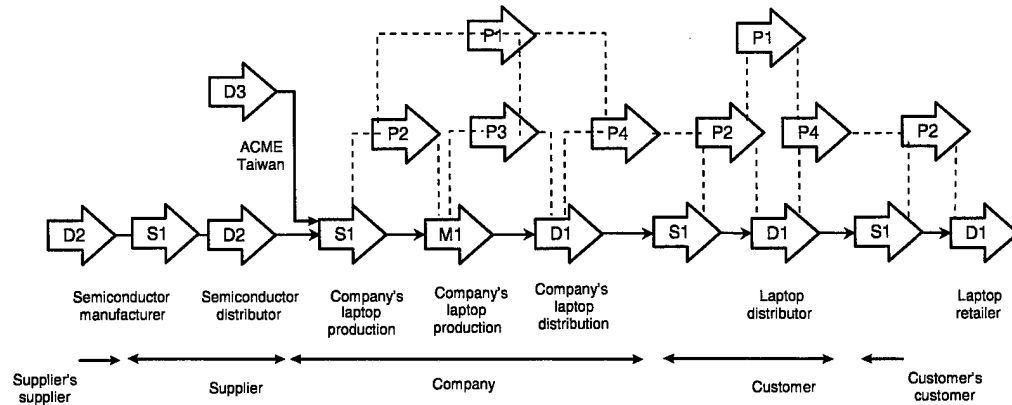 P1
P1
D3
P2
P3
P4
P2
P4
P2
ACME
Taiwan
D2
S1
D2
S1
M1
D1
S1
D1
S1
D1
Semiconductor
manufacturer
Semiconductor
distributor
Company's
laptop
production
Company's
laptop
production
Company's
laptop
distribution
Laptop
distributor
Laptop
retailer
Supplier's
supplier
Supplier
Company
Customer
Customer's
customer